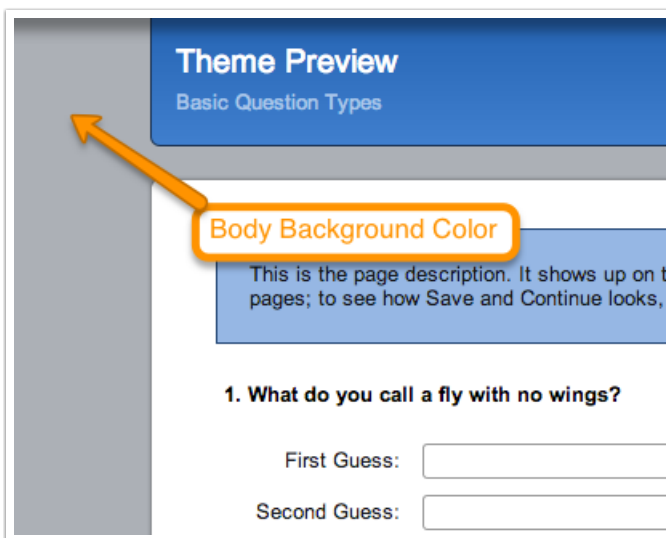 Theme Preview
Basic Question Types
Body Background Color
This is the page description. It shows up on
pages; to see how Save and Continue looks,
1. What do you call a fly with no wings?
First Guess:
Second Guess: